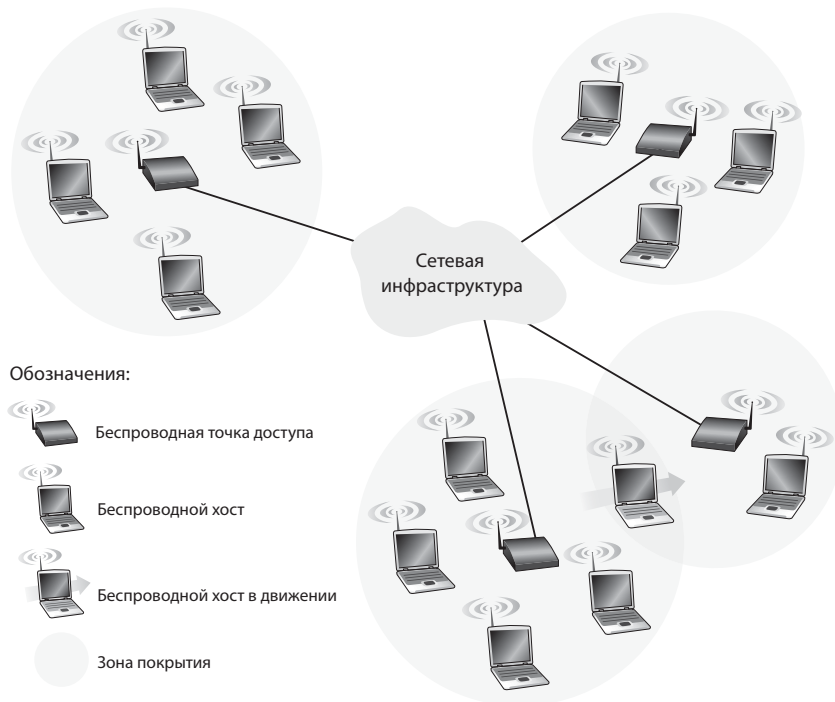 Сетевая
инфраструктура
Обозначения:
Беспроводная точка доступа
Беспроводной хост
Беспроводной хост в движении
Зона покрытия